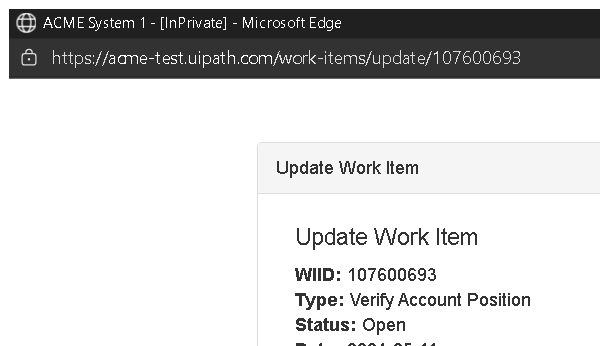 ACME System 1 - [InPrivate] - Microsoft Edge
https://acme-test.uipath.com/work-items/update/107600693
Update Work Item
Update Work Item
WIID: 107600693
Type: Verify Account Position
Status: Open